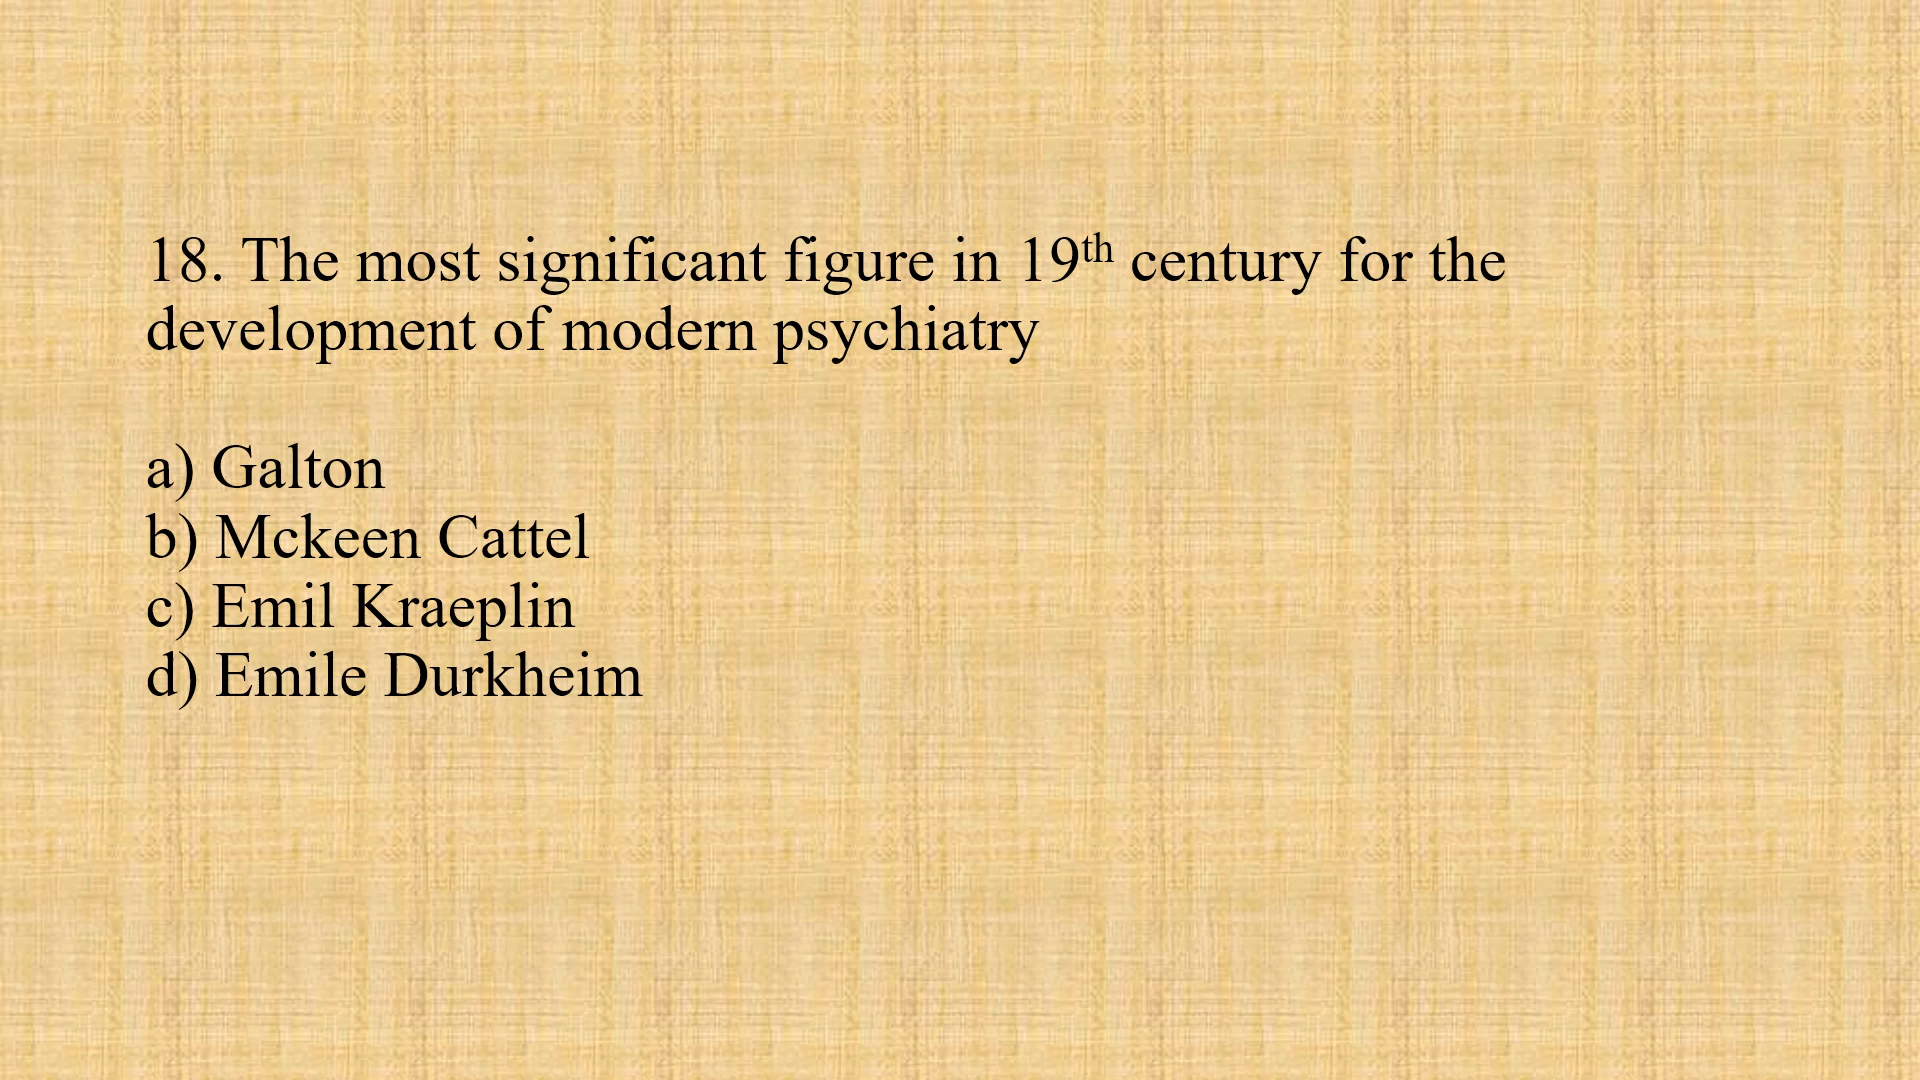 18. The most significant figure in 19th century for the
development of modern psychiatry
a) Galton
b) Mckeen Cattel
c) Emil Kraeplin
d) Emile Durkheim